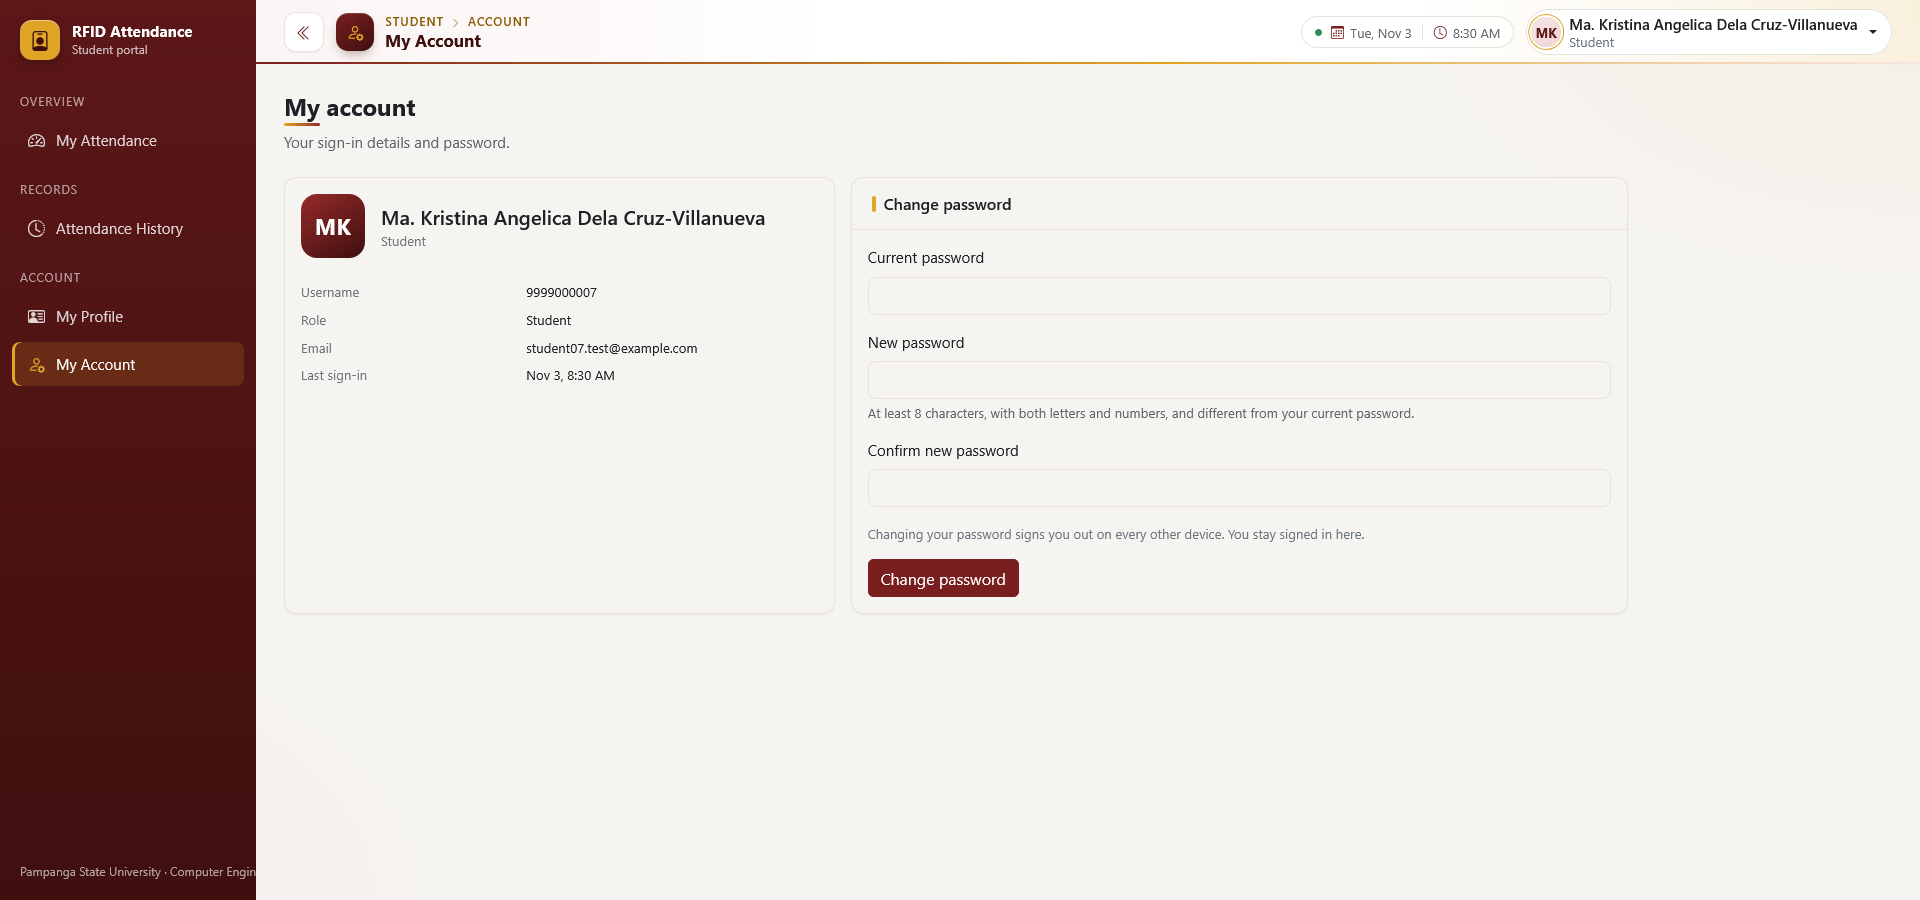 RFID Attendance
Student portal
OVERVIEW
My Attendance
RECORDS
Attendance History
ACCOUNT
My Profile
My Account
Pampanga State University · Computer Engin
STUDENT > ACCOUNT
My Account
Tue, Nov 3 8:30 AM
MK
Ma. Kristina Angelica Dela Cruz-Villanueva
Student
My account
Your sign-in details and password.
MK
Ma. Kristina Angelica Dela Cruz-Villanueva
Student
Username 9999000007
Role Student
Email student07.test@example.com
Last sign-in Nov 3, 8:30 AM
Change password
Current password
New password
At least 8 characters, with both letters and numbers, and different from your current password.
Confirm new password
Changing your password signs you out on every other device. You stay signed in here.
Change password